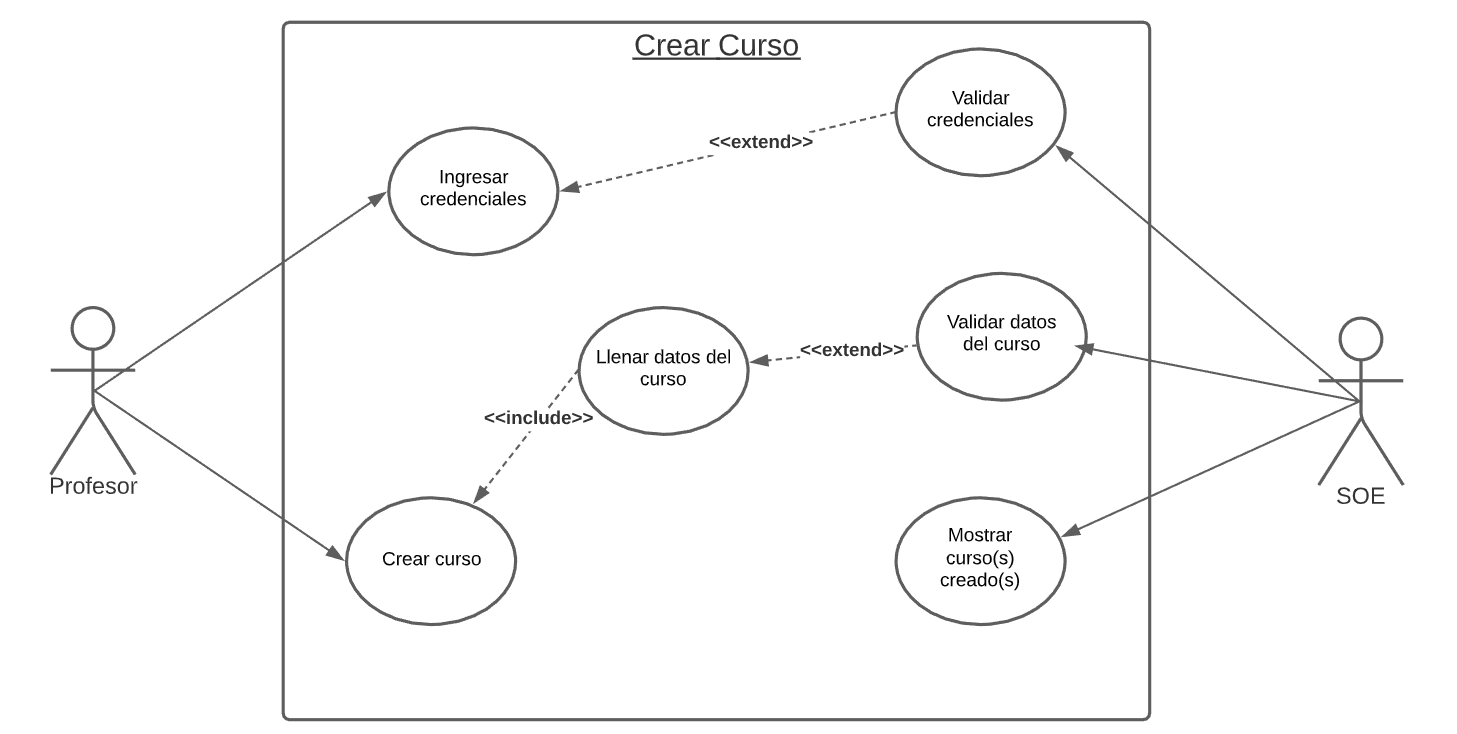 Crear Curso
Validar
credenciales
<<extend>>
Ingresar
credenciales
Validar datos
del curso
<<extend>>
Llenar datos del
curso
<<include>>
Profesor
SOE
Crear curso
Mostrar
curso(s)
creado(s)